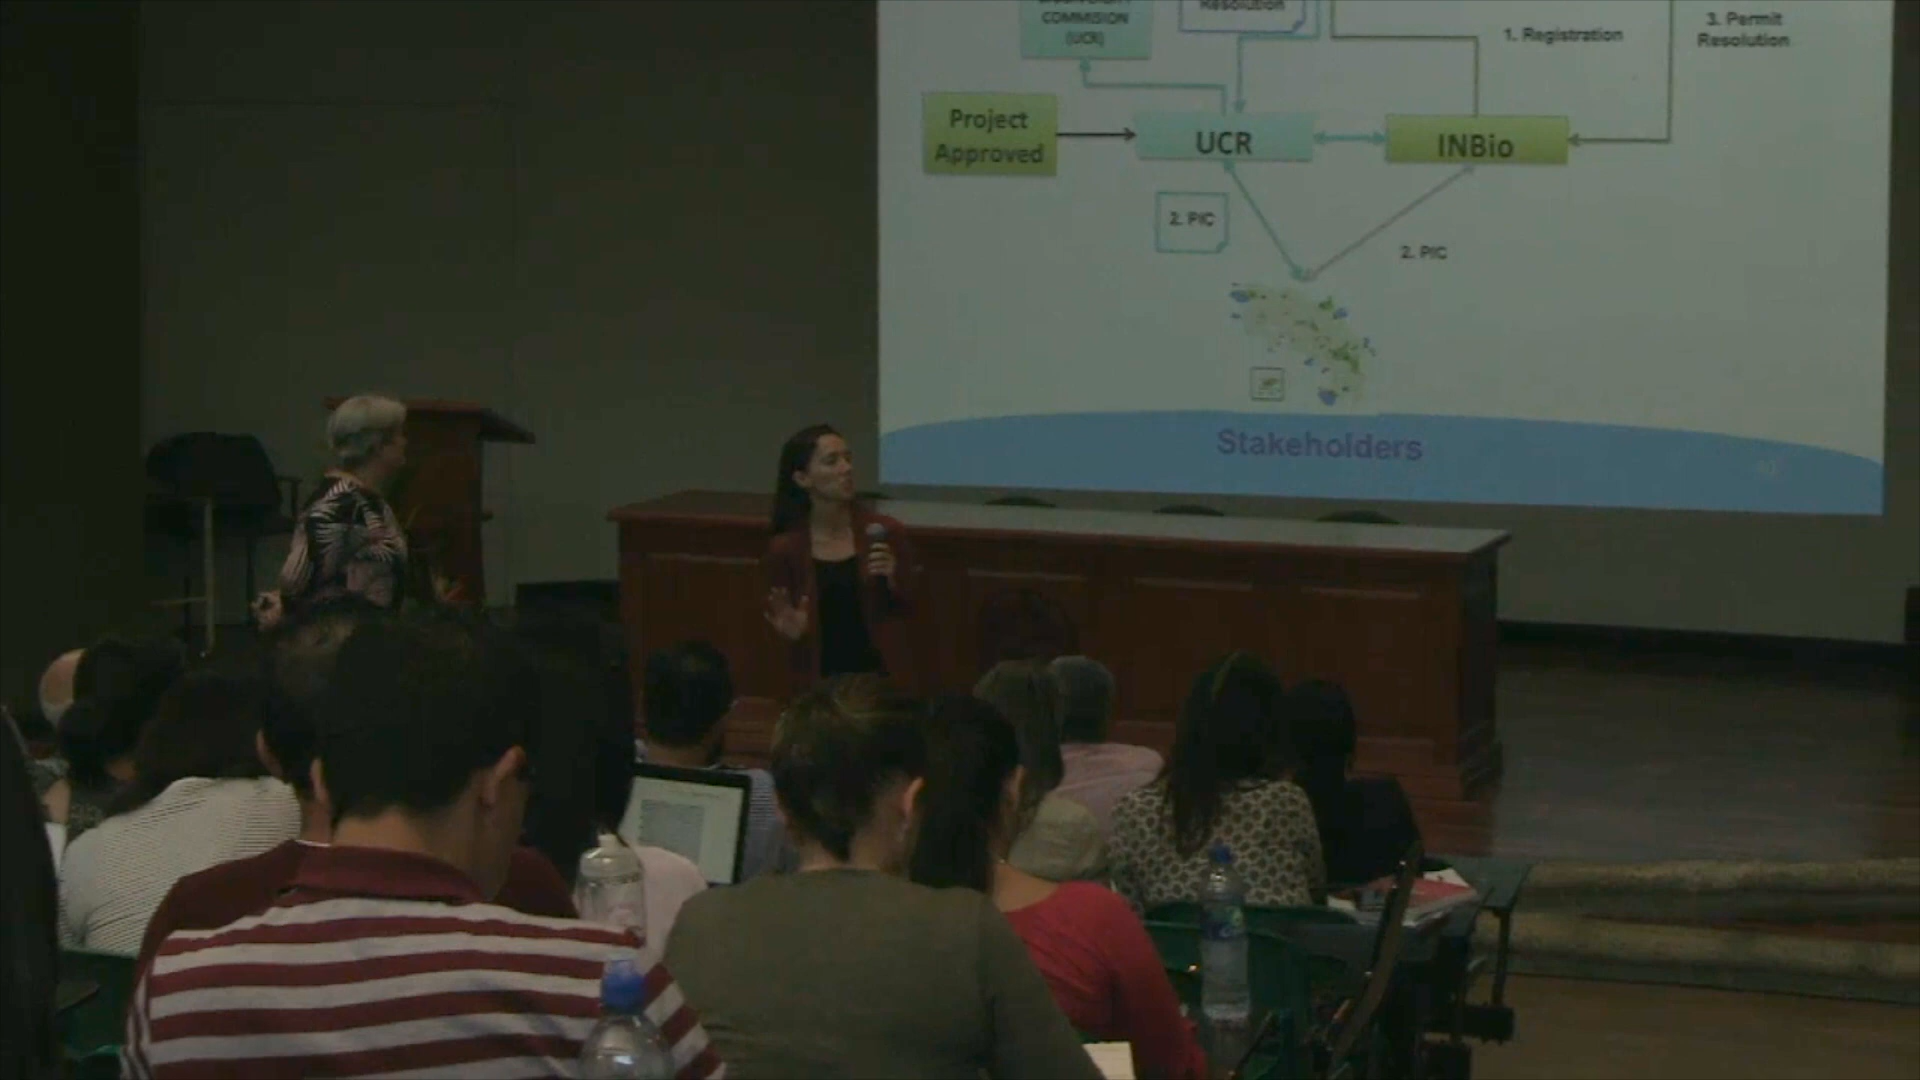 COMMISION
(UCR)
Resolution
1. Registration
3. Permit
Resolution
Project
Approved
UCR
INBio
2. PIC
2. PIC
Stakeholders